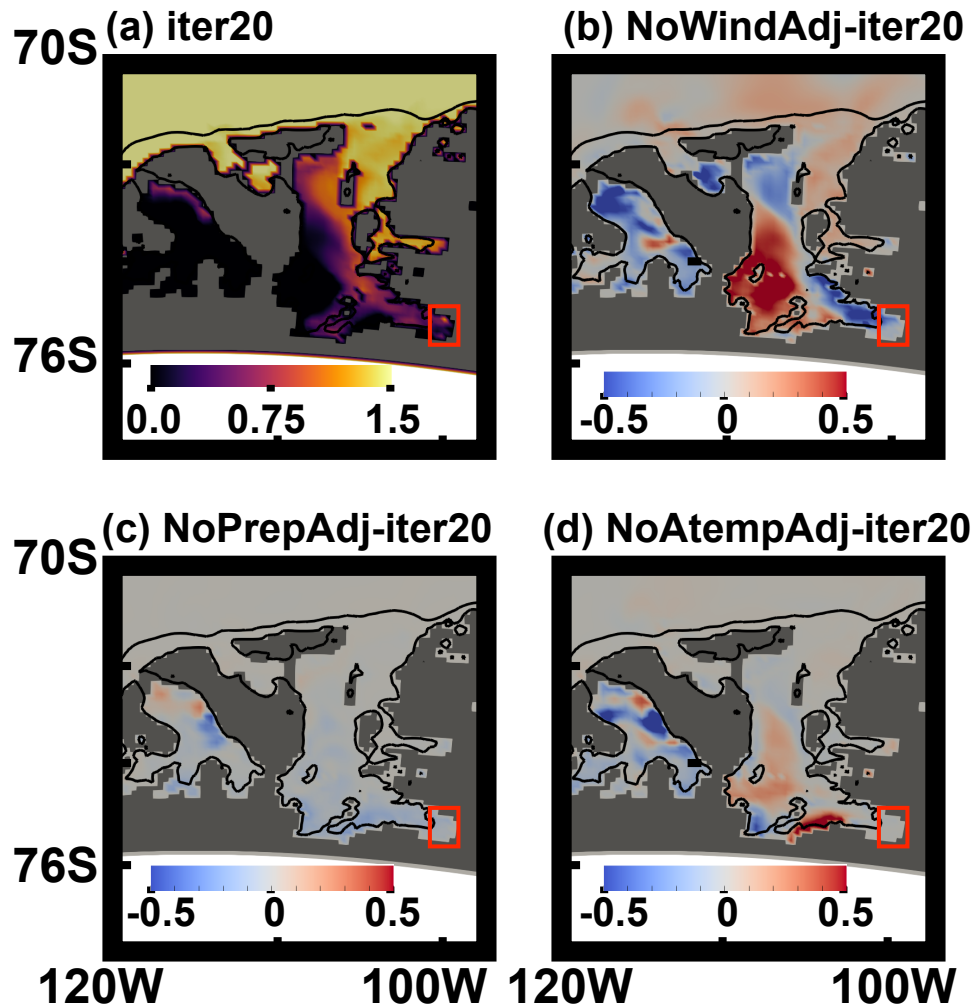 (a) iter20
(b) NoWindAdj-iter20
70S
76S
0.0 0.75 1.5
-0.5 0 0.5
(c) NoPrepAdj-iter20
(d) NoAtempAdj-iter20
70S
76S
-0.5 0 0.5
-0.5 0 0.5
120W 100W
120W 100W